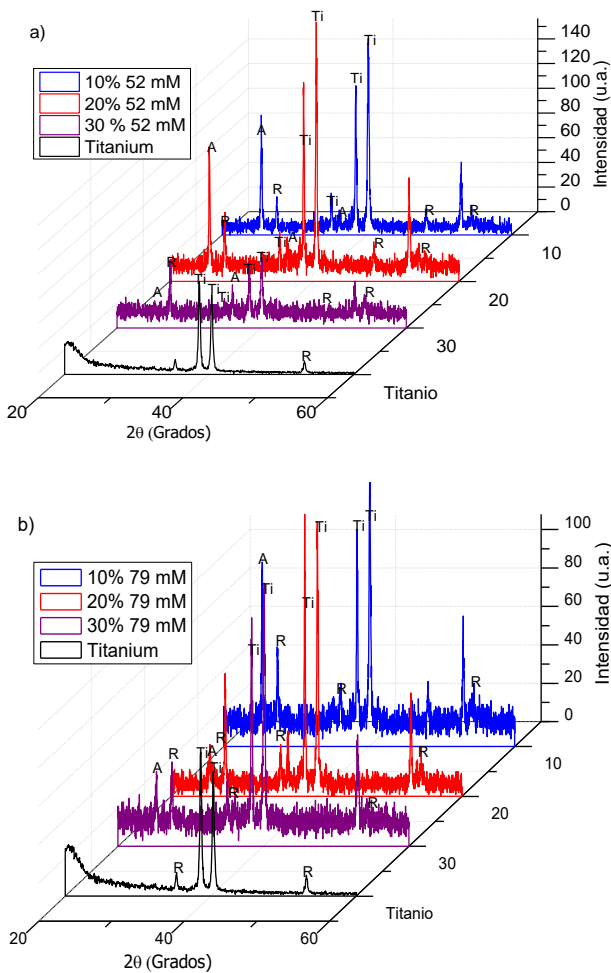 a)
10% 52 mM
20% 52 mM
30 % 52 mM
Titanium
Ti
Ti
A
A
R
Ti
A
R
R
R
Ti
Ti
A
R
R
R
Ti
A
Ti
Ti
Ti
A
R
R
R
140
120
100
80
60
40
20
0
Intensidad (u.a.)
10
20
30
Titanio
20
40
60
2θ (Grados)
b)
10% 79 mM
20% 79 mM
30% 79 mM
Titanium
Ti
Ti
Ti
A
Ti
Ti
R
R
R
Ti
R
R
R
A
R
Ti
A
Ti
R
R
R
100
80
60
40
20
0
Intensidad (u.a.)
10
20
30
Titanio
20
40
60
2θ (Grados)